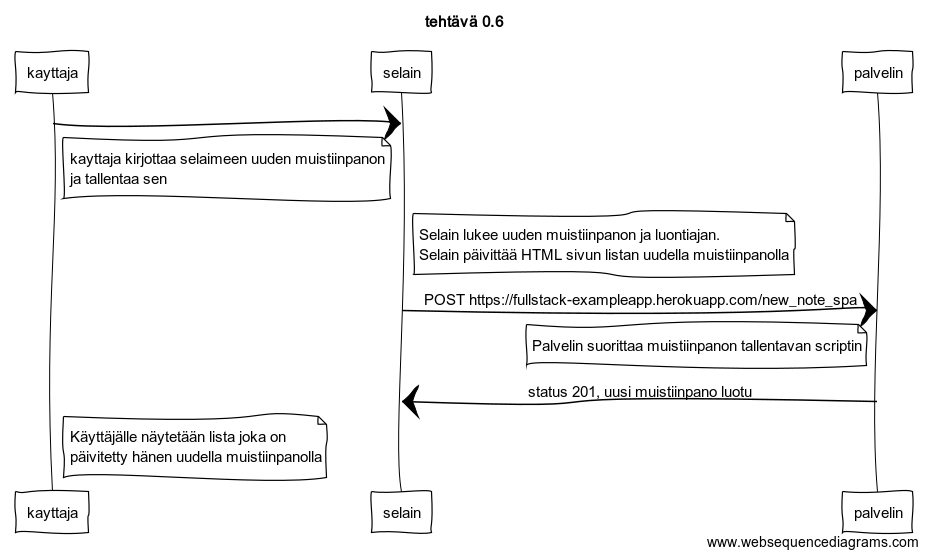 tehtävä 0.6
kayttaja
selain
palvelin
kayttaja kirjottaa selaimeen uuden muistiinpanon
ja tallentaa sen
Selain lukee uuden muistiinpanon ja luontiajan.
Selain päivittää HTML sivun listan uudella muistiinpanolla
POST https://fullstack-exampleapp.herokuapp.com/new_note_spa
Palvelin suorittaa muistiinpanon tallentavan scriptin
status 201, uusi muistiinpano luotu
Käyttäjälle näytetään lista joka on
päivitetty hänen uudella muistiinpanolla
kayttaja
selain
palvelin
www.websequencediagrams.com